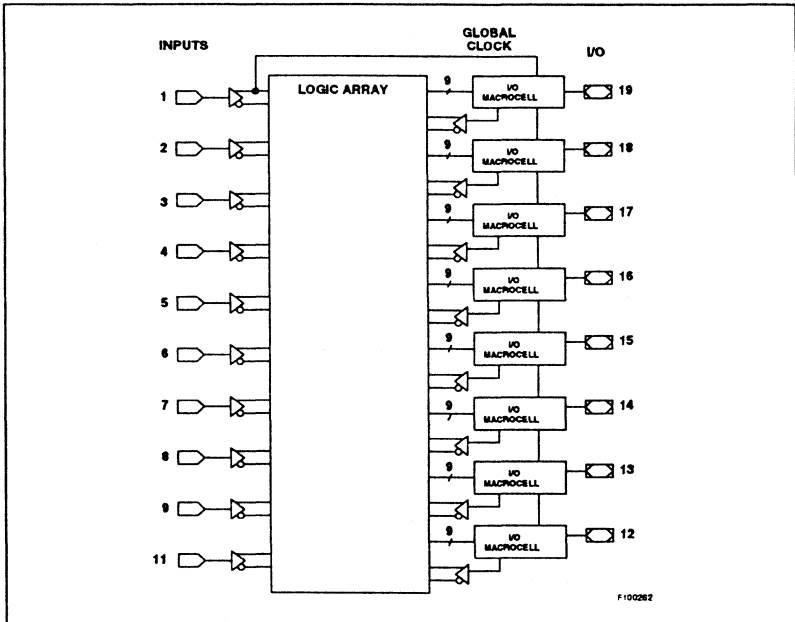 INPUTS
GLOBAL
CLOCK
I/O
LOGIC ARRAY
1
9
I/O
MACROCELL
19
2
9
I/O
MACROCELL
18
3
9
I/O
MACROCELL
17
4
9
I/O
MACROCELL
16
5
9
I/O
MACROCELL
15
6
9
I/O
MACROCELL
14
7
9
I/O
MACROCELL
13
8
9
I/O
MACROCELL
12
9
11
F100262